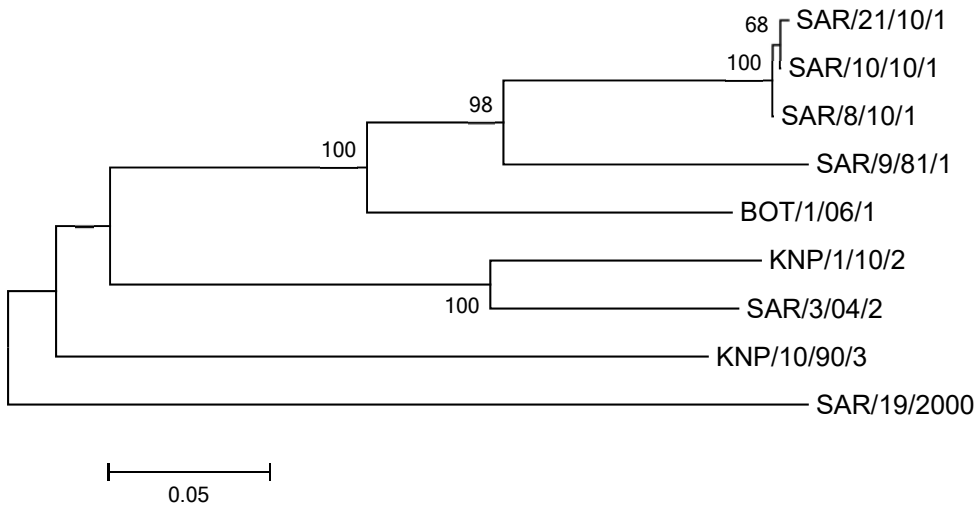 68
SAR/21/10/1
100
SAR/10/10/1
SAR/8/10/1
98
SAR/9/81/1
100
BOT/1/06/1
KNP/1/10/2
100
SAR/3/04/2
KNP/10/90/3
SAR/19/2000
0.05